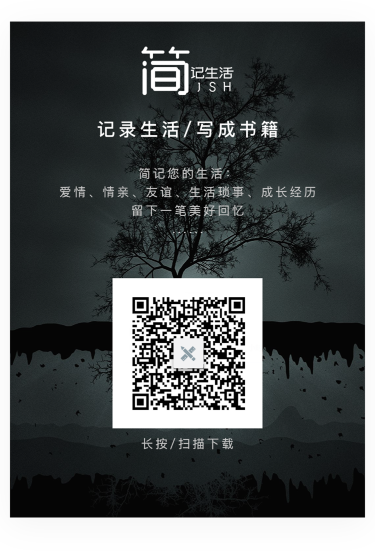 简记生活
JSH
记录生活/写成书籍
简记您的生活：
爱情、情亲、友谊、生活琐事、成长经历
留下一笔美好回忆
......
长按/扫描下载